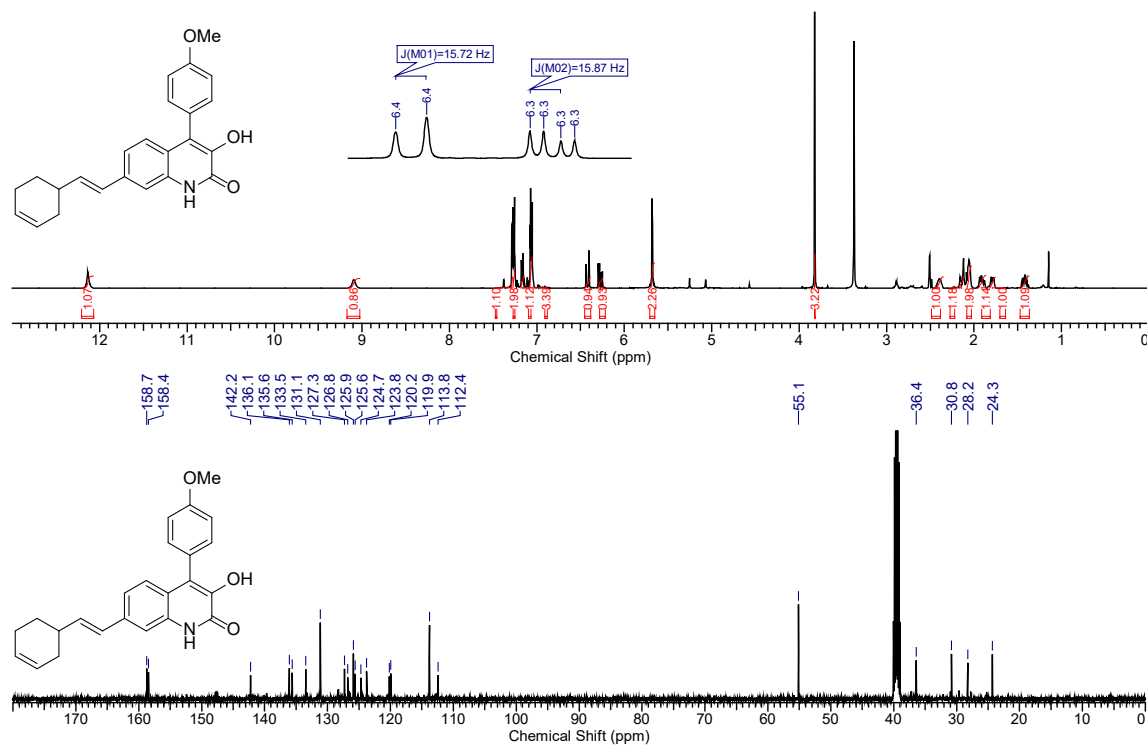 OMe
OH
N
H
O
J(M01)=15.72 Hz
J(M02)=15.87 Hz
6.4
6.4
6.3
6.3
6.3
6.3
1.07
0.86
1.10
1.98
1.12
3.39
0.94
0.93
2.26
3.22
1.00
1.18
1.98
1.14
1.00
1.09
12 11 10 9 8 7 6 5 4 3 2 1 0
Chemical Shift (ppm)
158.7
158.4
142.2
136.1
135.6
133.5
131.1
127.3
126.8
125.9
125.6
124.7
123.8
120.2
119.9
113.8
112.4
55.1
36.4
30.8
28.2
24.3
OMe
OH
N
H
O
170 160 150 140 130 120 110 100 90 80 70 60 50 40 30 20 10 0
Chemical Shift (ppm)